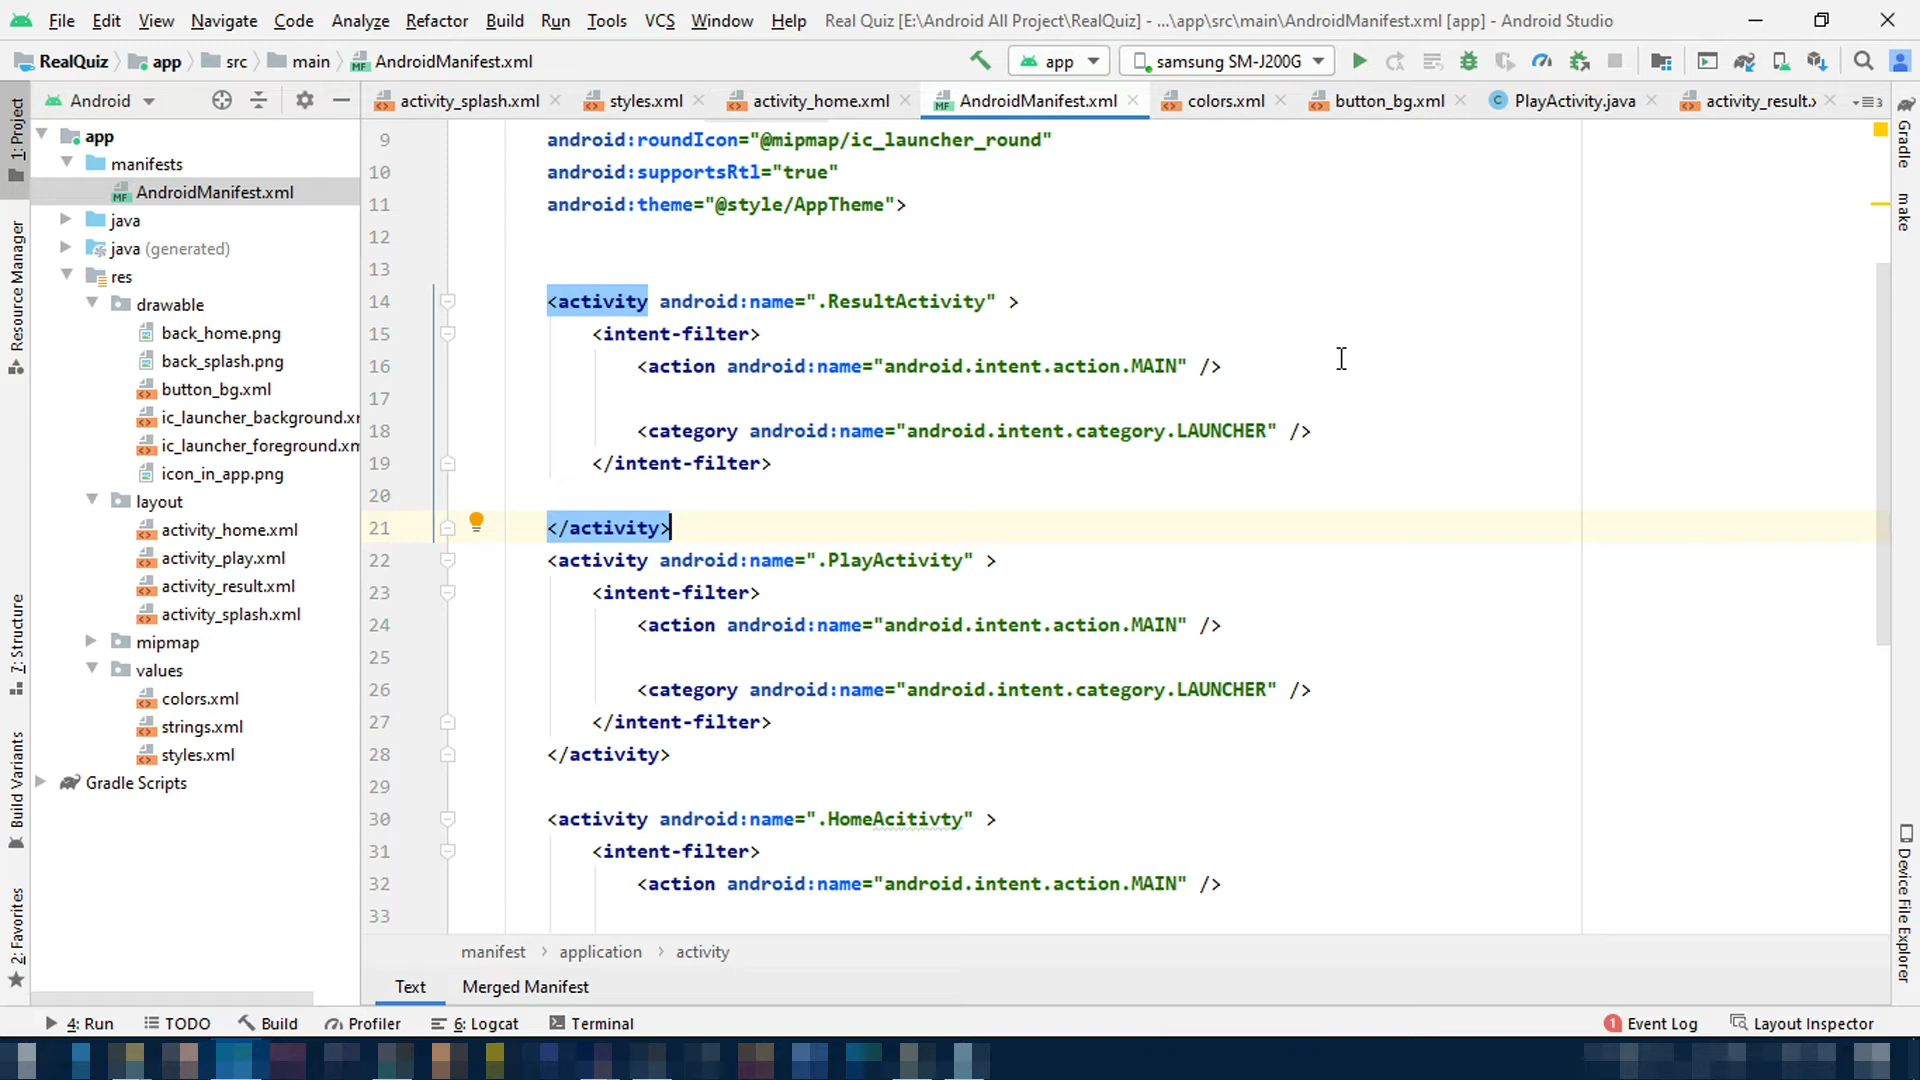 File Edit View Navigate Code Analyze Refactor Build Run Tools VCS Window Help Real Quiz [E:\Android All Project\RealQuiz] - ...\app\src\main\AndroidManifest.xml [app] - Android Studio
RealQuiz app src main AndroidManifest.xml app samsung SM-J200G
Android activity_splash.xml styles.xml activity_home.xml AndroidManifest.xml colors.xml button_bg.xml PlayActivity.java activity_result.x 3
1: Project
Resource Manager
7: Structure
Build Variants
2: Favorites
app
manifests
AndroidManifest.xml
java
java (generated)
res
drawable
back_home.png
back_splash.png
button_bg.xml
ic_launcher_background.xr
ic_launcher_foreground.xm
icon_in_app.png
layout
activity_home.xml
activity_play.xml
activity_result.xml
activity_splash.xml
mipmap
values
colors.xml
strings.xml
styles.xml
Gradle Scripts
9 android:roundIcon="@mipmap/ic_launcher_round"
10 android:supportsRtl="true"
11 android:theme="@style/AppTheme">
12
13
14 <activity android:name=".ResultActivity" >
15 <intent-filter>
16 <action android:name="android.intent.action.MAIN" />
17
18 <category android:name="android.intent.category.LAUNCHER" />
19 </intent-filter>
20
21 </activity>
22 <activity android:name=".PlayActivity" >
23 <intent-filter>
24 <action android:name="android.intent.action.MAIN" />
25
26 <category android:name="android.intent.category.LAUNCHER" />
27 </intent-filter>
28 </activity>
29
30 <activity android:name=".HomeAcitivty" >
31 <intent-filter>
32 <action android:name="android.intent.action.MAIN" />
33
manifest > application > activity
Text Merged Manifest
Gradle
make
Device File Explorer
4: Run TODO Build Profiler 6: Logcat Terminal 1 Event Log Layout Inspector